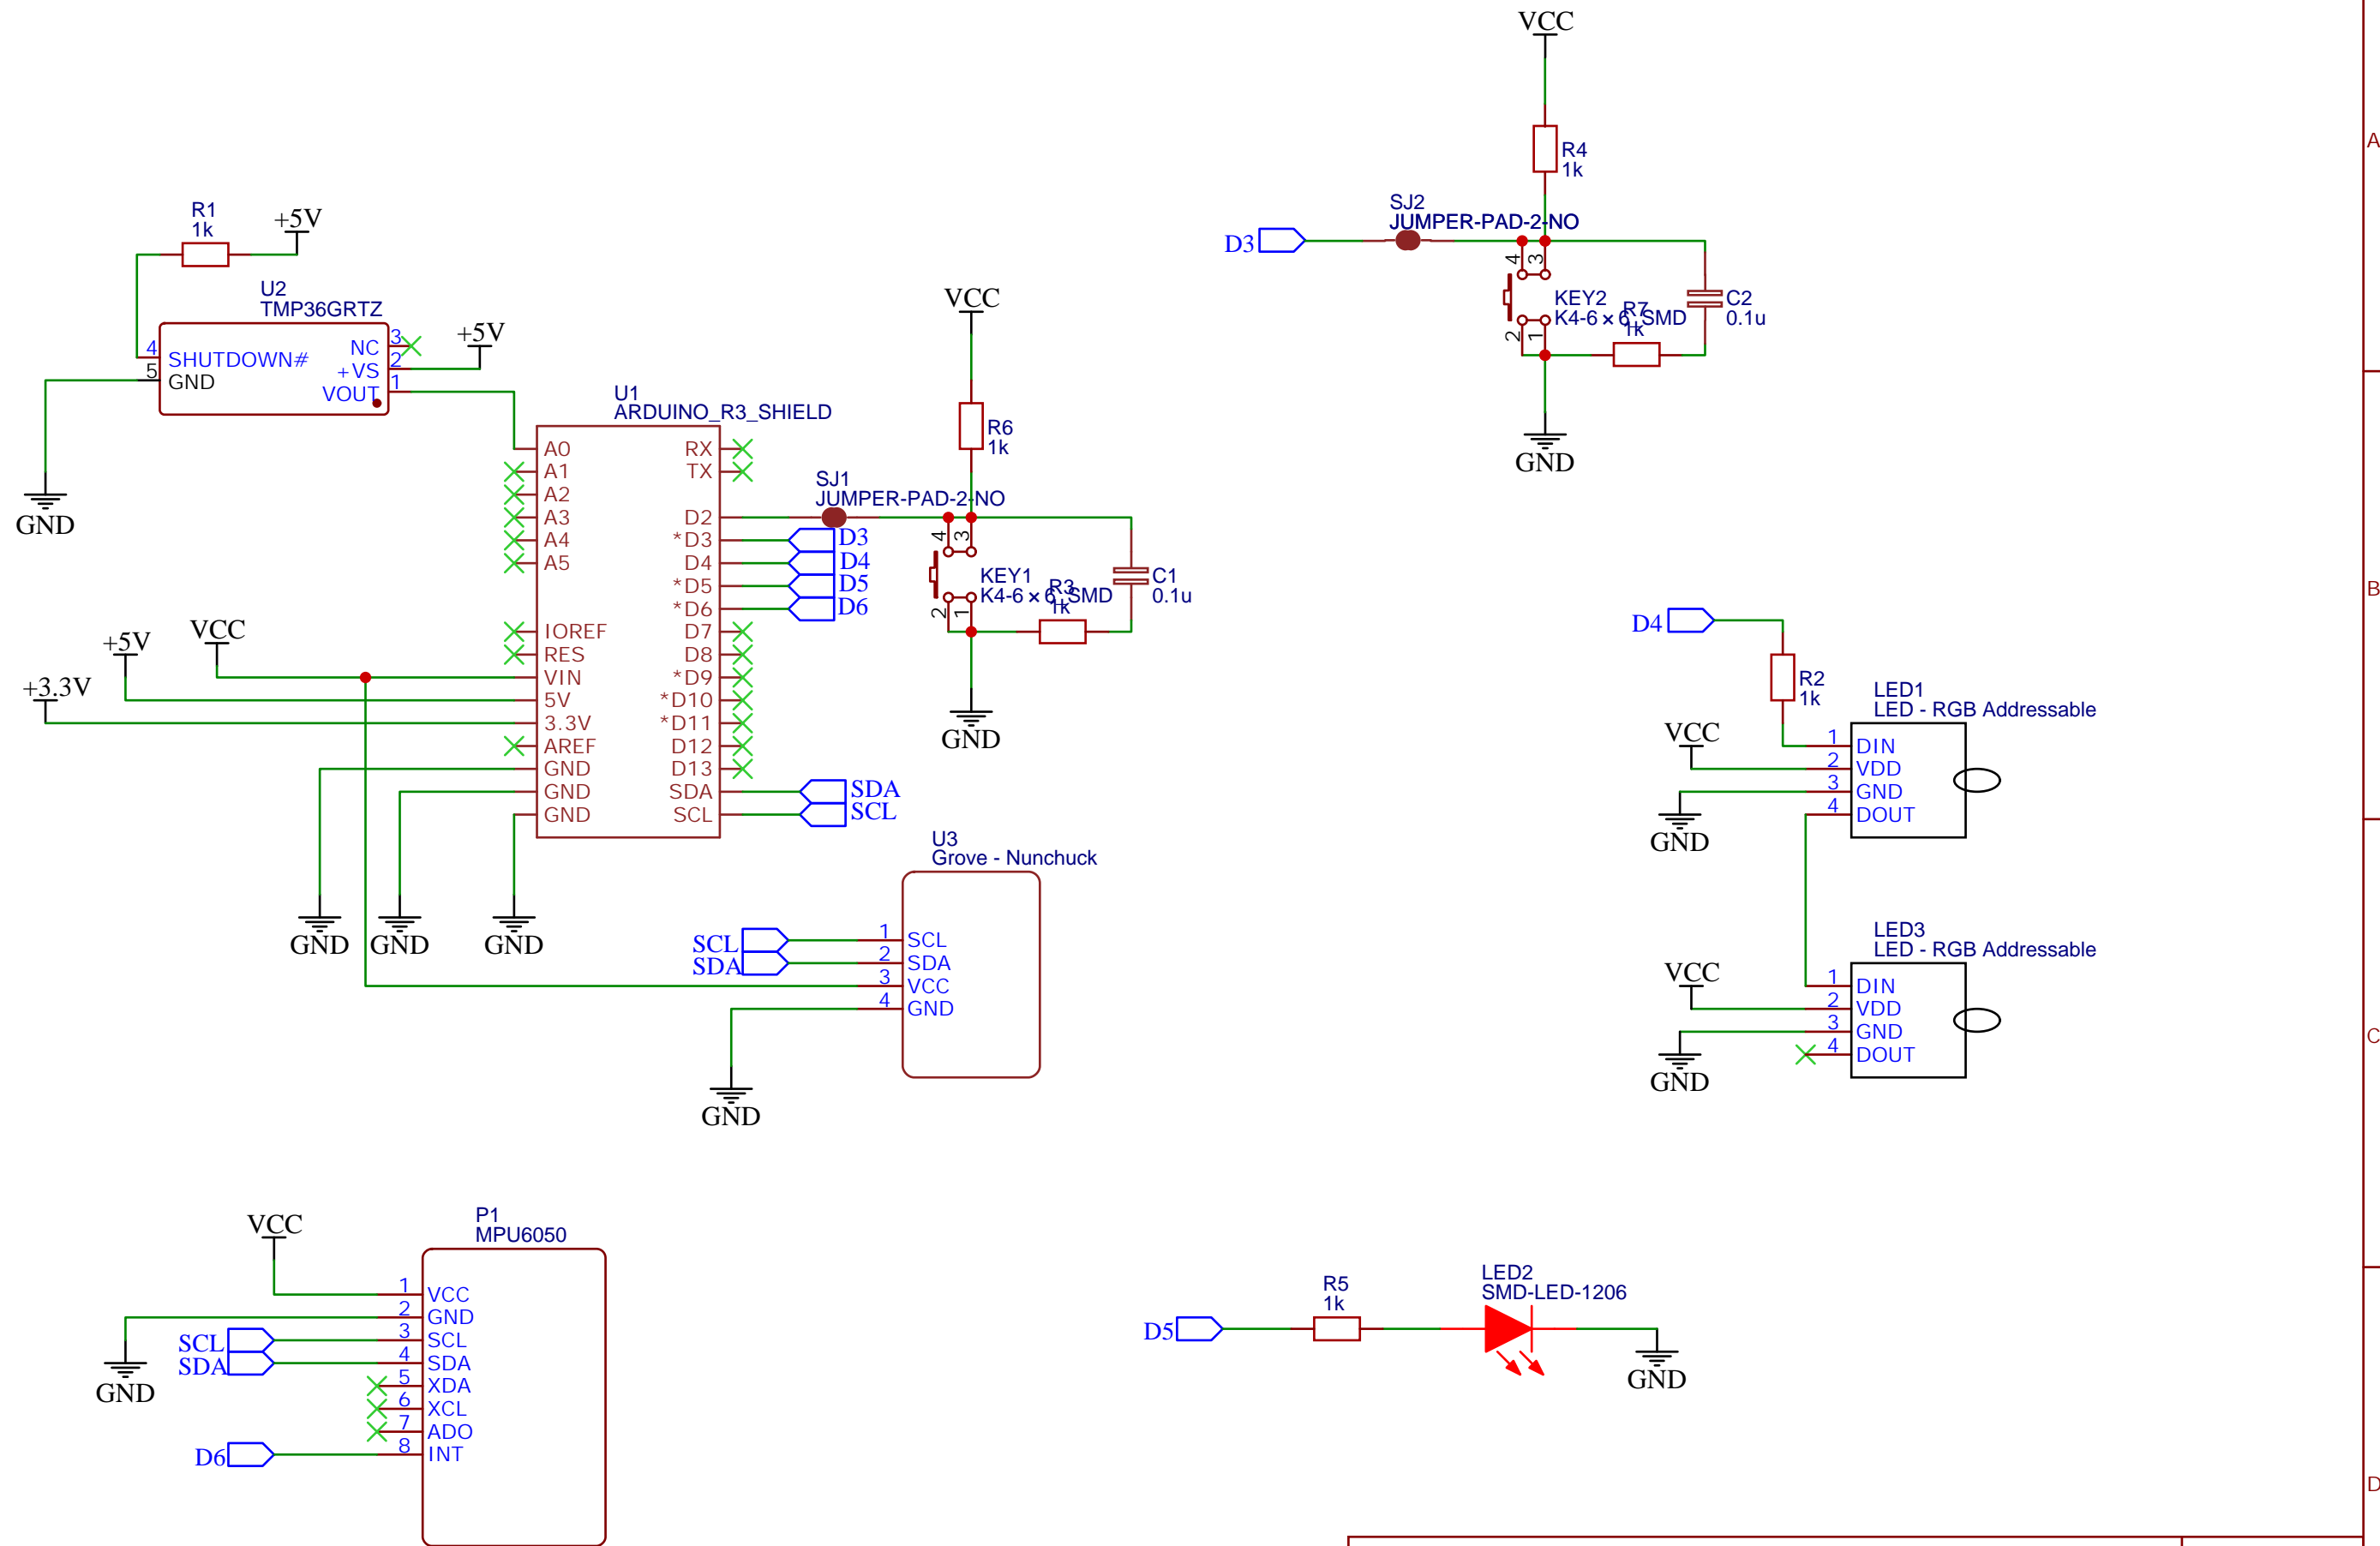 VCC
R4
1k
SJ2
JUMPER-PAD-2-NO
D3
4
3
KEY2
K4-6×6_SMD
2
1
R7
1k
C2
0.1u
GND
A
R1
1k
+5V
U2
TMP36GRTZ
4
SHUTDOWN#
5
GND
NC
3
+VS
2
VOUT
1
+5V
GND
U1
ARDUINO_R3_SHIELD
A0
A1
A2
A3
A4
A5
IOREF
RES
VIN
5V
3.3V
AREF
GND
GND
GND
RX
TX
D2
*D3
D4
*D5
*D6
D7
D8
*D9
*D10
*D11
D12
D13
SDA
SCL
VCC
+5V
+3.3V
GND
GND
GND
D3
D4
D5
D6
SDA
SCL
VCC
R6
1k
SJ1
JUMPER-PAD-2-NO
4
3
KEY1
K4-6×6_SMD
2
1
R3
1k
C1
0.1u
GND
B
D4
R2
1k
LED1
LED - RGB Addressable
VCC
1
DIN
2
VDD
3
GND
4
DOUT
GND
LED3
LED - RGB Addressable
VCC
1
DIN
2
VDD
3
GND
4
DOUT
GND
C
U3
Grove - Nunchuck
SCL
SDA
1
SCL
2
SDA
3
VCC
4
GND
GND
P1
MPU6050
VCC
1
VCC
2
GND
3
SCL
4
SDA
5
XDA
6
XCL
7
ADO
8
INT
GND
SCL
SDA
D6
D5
R5
1k
LED2
SMD-LED-1206
GND
D